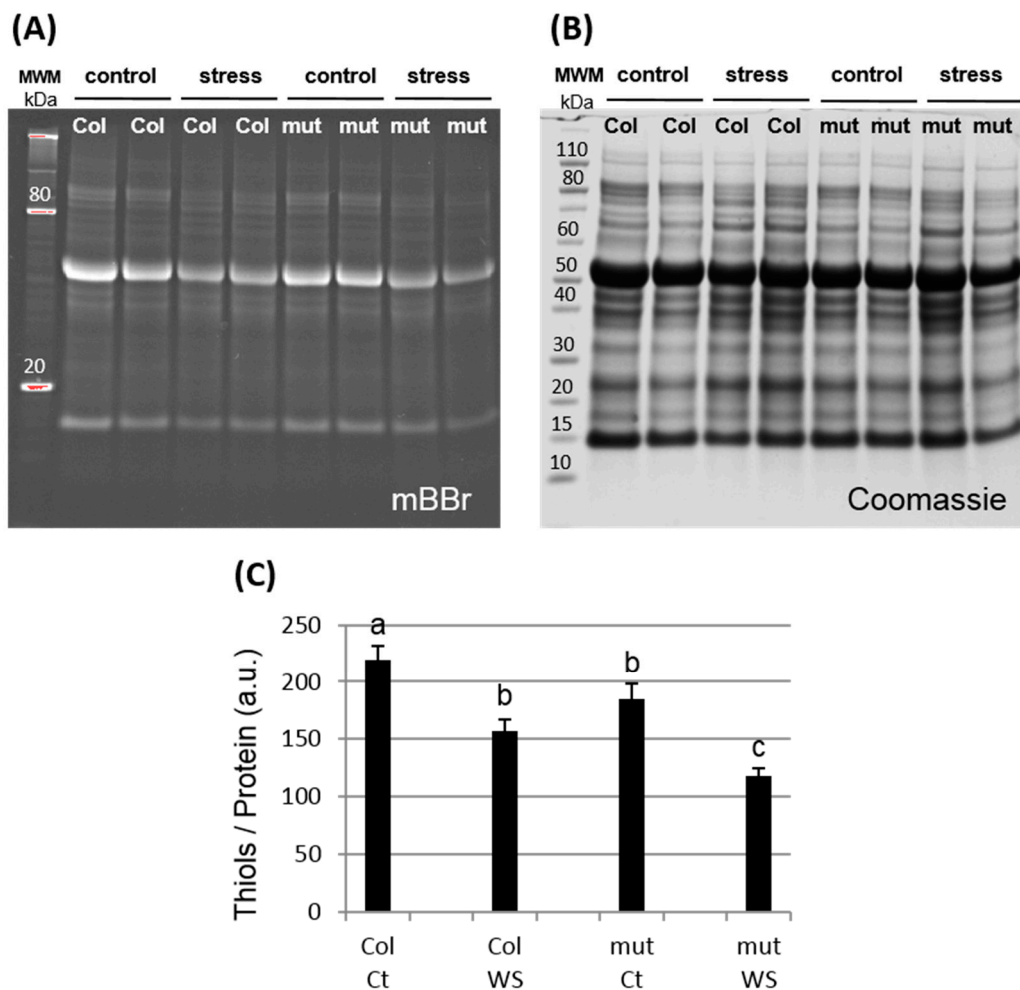 (A)
MWM control stress control stress
kDa
Col Col Col Col mut mut mut mut
80
20
mBBr
(B)
MWM control stress control stress
kDa
Col Col Col Col mut mut mut mut
110
80
60
50
40
30
20
15
10
Coomassie
(C)
Thiols / Protein (a.u.)
250
200
150
100
50
0
a
b
b
c
Col Col mut mut
Ct WS Ct WS